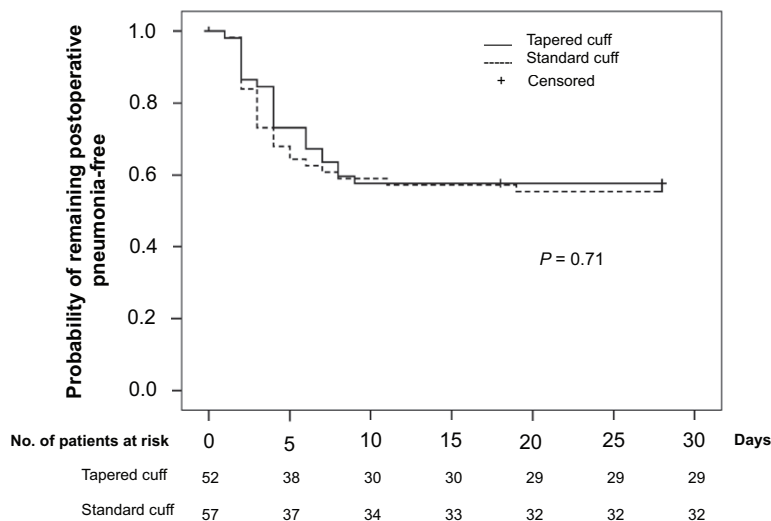 Probability of remaining postoperative
pneumonia-free
1.0
0.8
0.6
0.4
0.2
0.0
Tapered cuff
Standard cuff
+ Censored
P = 0.71
No. of patients at risk 0 5 10 15 20 25 30 Days
Tapered cuff 52 38 30 30 29 29 29
Standard cuff 57 37 34 33 32 32 32